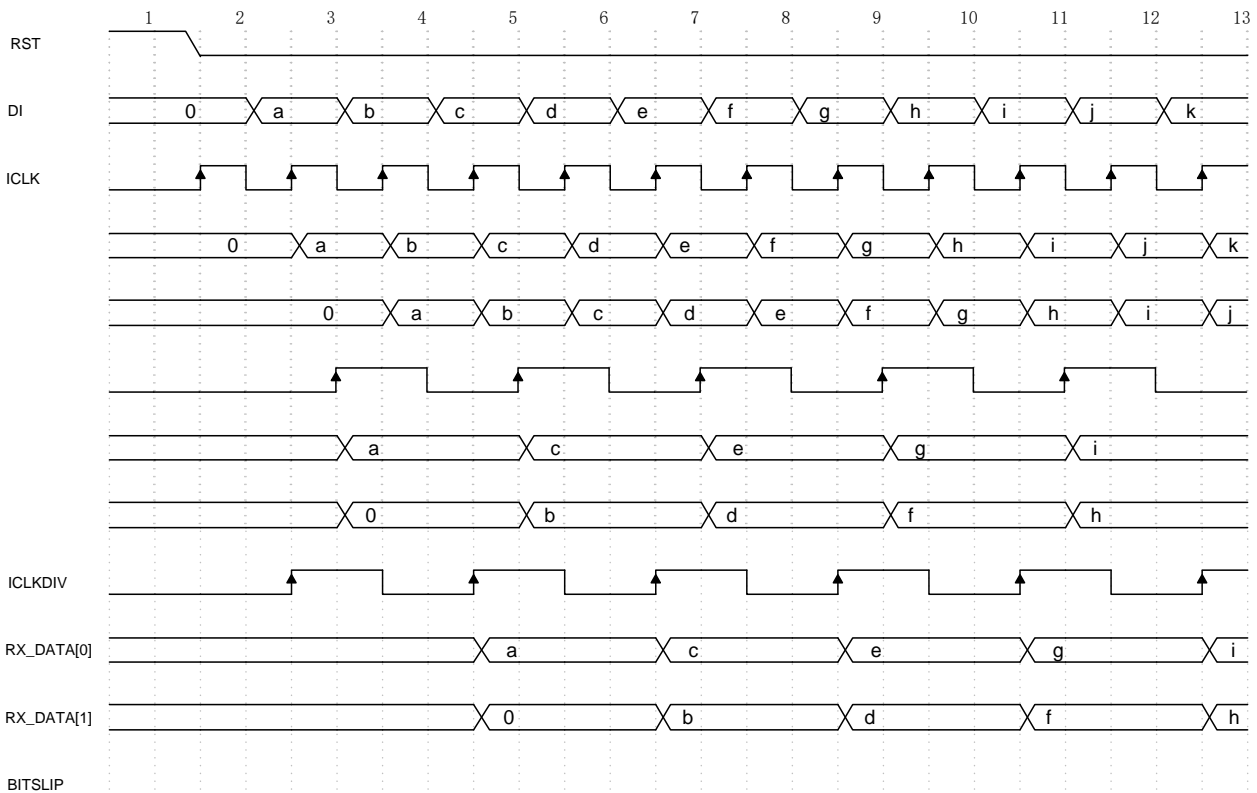 1 2 3 4 5 6 7 8 9 10 11 12 13
RST
DI 0 a b c d e f g h i j k
ICLK
0 a b c d e f g h i j k
0 a b c d e f g h i j
a c e g i
0 b d f h
ICLKDIV
RX_DATA[0] a c e g i
RX_DATA[1] 0 b d f h
BITSLIP